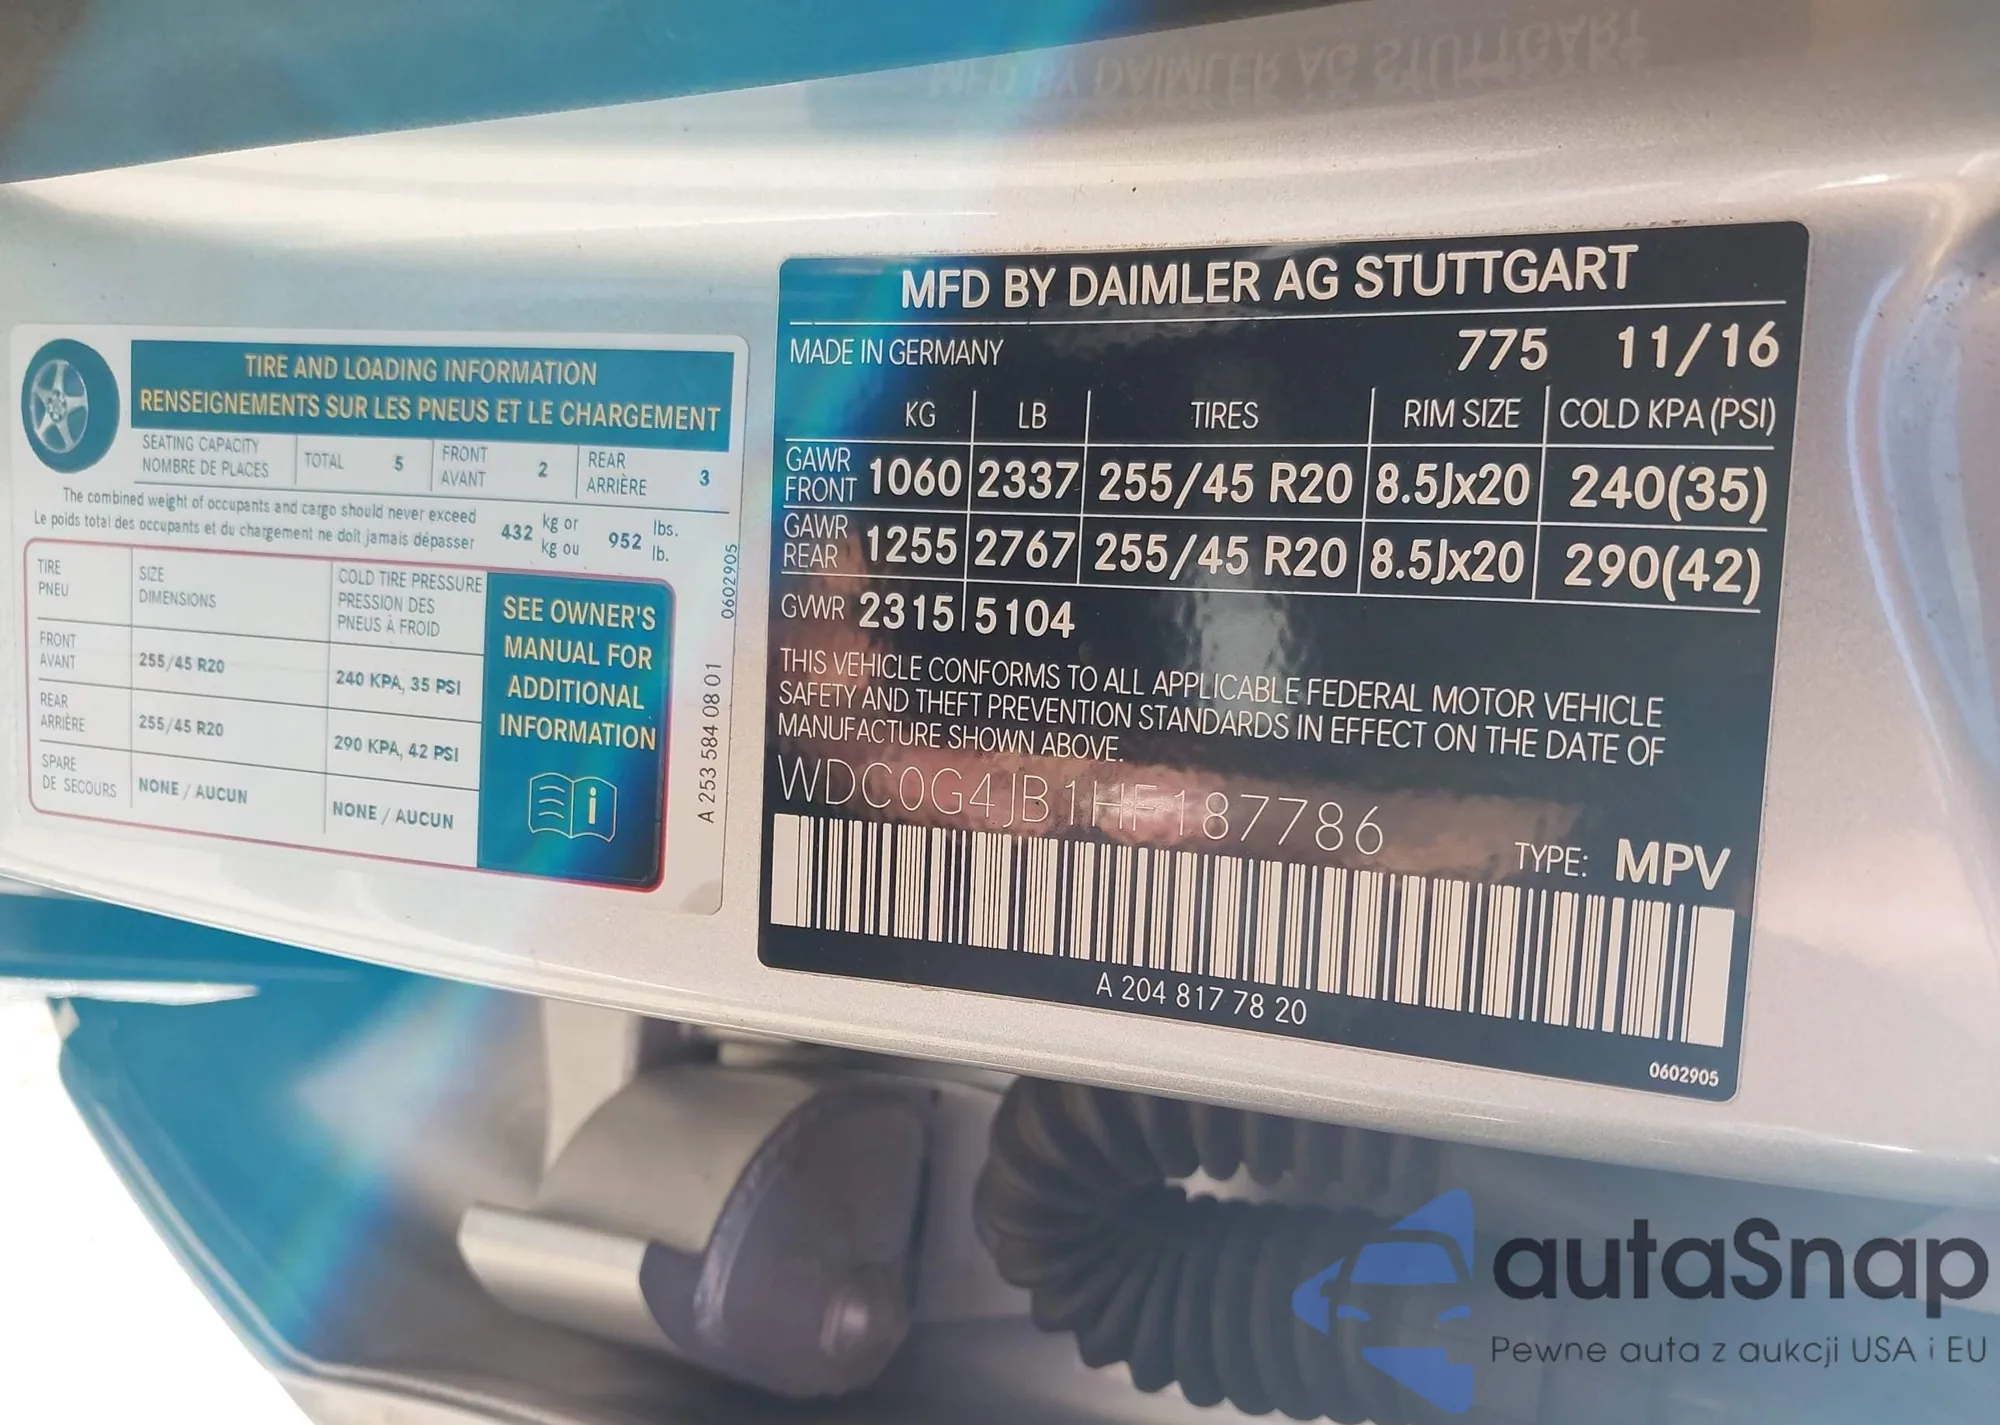 MFD BY DAIMLER AG STUTTGART
TIRE AND LOADING INFORMATION
RENSEIGNEMENTS SUR LES PNEUS ET LE CHARGEMENT
SEATING CAPACITY
NOMBRE DE PLACES
TOTAL 5
FRONT
AVANT
2
REAR
ARRIÈRE
3
The combined weight of occupants and cargo should never exceed
Le poids total des occupants et du chargement ne doit jamais dépasser
432
kg or
kg ou
952
lbs.
lb.
TIRE
PNEU
SIZE
DIMENSIONS
COLD TIRE PRESSURE
PRESSION DES
PNEUS À FROID
FRONT
AVANT
255/45 R20
240 KPA, 35 PSI
REAR
ARRIÈRE
255/45 R20
290 KPA, 42 PSI
SPARE
DE SECOURS
NONE / AUCUN
NONE / AUCUN
SEE OWNER'S
MANUAL FOR
ADDITIONAL
INFORMATION
0602905
A 253 584 08 01
MFD BY DAIMLER AG STUTTGART
MADE IN GERMANY 775 11/16
KG LB TIRES RIM SIZE COLD KPA (PSI)
GAWR
FRONT
1060 2337 255/45 R20 8.5Jx20 240(35)
GAWR
REAR
1255 2767 255/45 R20 8.5Jx20 290(42)
GVWR 2315 5104
THIS VEHICLE CONFORMS TO ALL APPLICABLE FEDERAL MOTOR VEHICLE
SAFETY AND THEFT PREVENTION STANDARDS IN EFFECT ON THE DATE OF
MANUFACTURE SHOWN ABOVE.
WDC0G4JB1HF187786
TYPE: MPV
A 204 817 78 20
0602905
autaSnap
Pewne auta z aukcji USA i EU